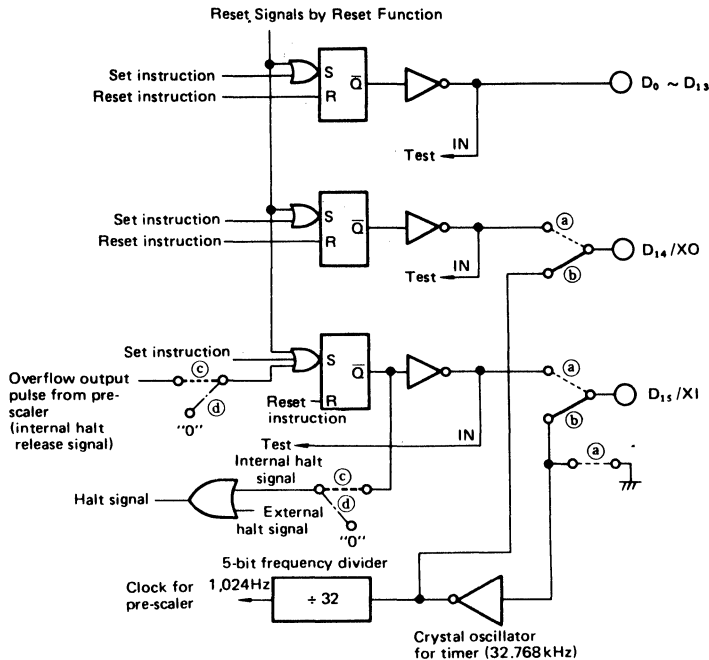 Reset Signals by Reset Function
Set instruction
Reset instruction
S
R
Q̅
D₀ ~ D₁₃
IN
Test
Set instruction
Reset instruction
S
R
Q̅
ⓐ
ⓑ
D₁₄/XO
IN
Test
Set instruction
ⓒ
Overflow output
pulse from pre-
scaler
(internal halt
release signal)
ⓓ
"0"
S
R
Q̅
Reset
instruction
ⓐ
ⓑ
D₁₅/XI
IN
Test
ⓐ
Internal halt
signal
ⓒ
ⓓ
"0"
Halt signal
External
halt signal
5-bit frequency divider
Clock for
pre-scaler
1,024Hz
÷ 32
Crystal oscillator
for timer (32.768kHz)